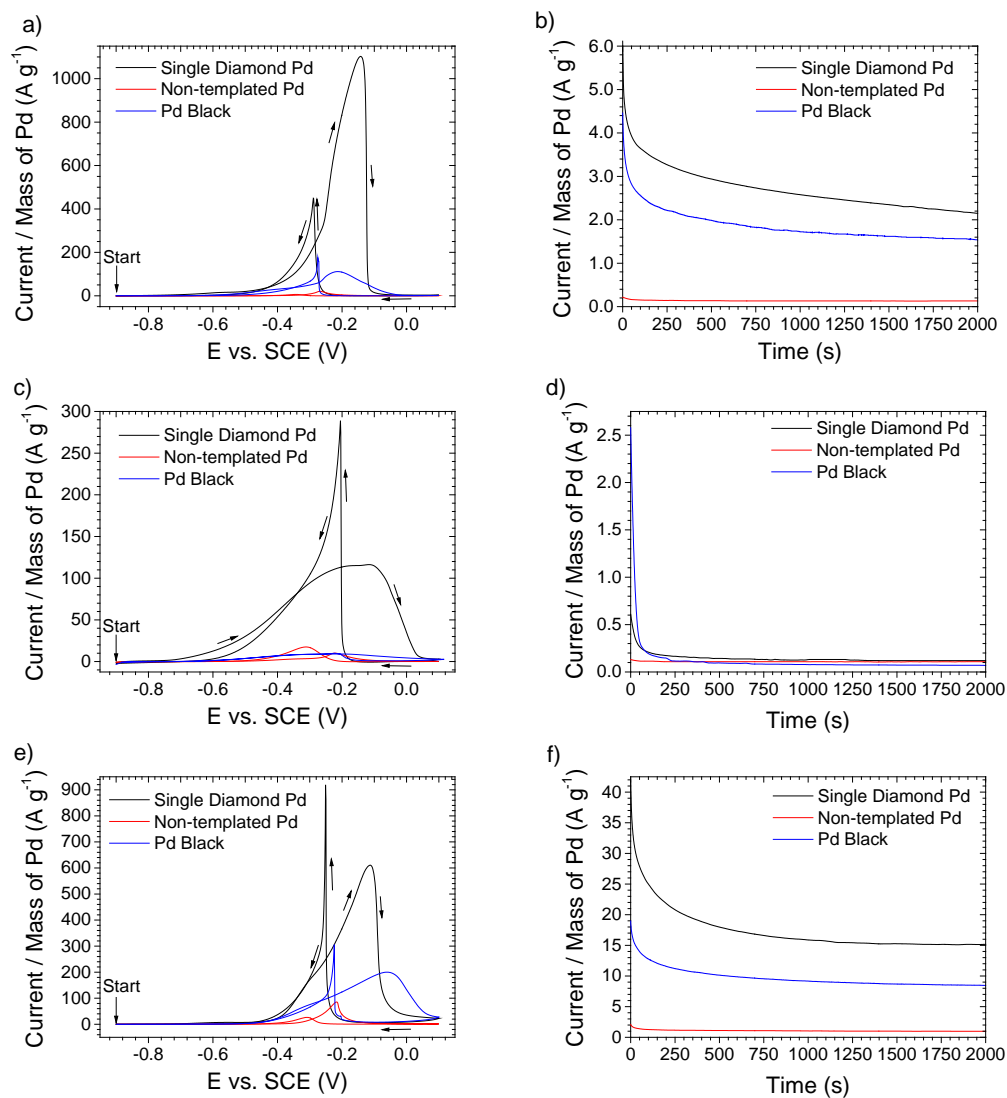 a)
Current / Mass of Pd (A g⁻¹)
1000
800
600
400
200
0
Single Diamond Pd
Non-templated Pd
Pd Black
Start
-0.8
-0.6
-0.4
-0.2
0.0
E vs. SCE (V)
b)
Current / Mass of Pd (A g⁻¹)
6.0
5.0
4.0
3.0
2.0
1.0
0.0
Single Diamond Pd
Non-templated Pd
Pd Black
0
250
500
750
1000
1250
1500
1750
2000
Time (s)
c)
Current / Mass of Pd (A g⁻¹)
300
250
200
150
100
50
0
Single Diamond Pd
Non-templated Pd
Pd Black
Start
-0.8
-0.6
-0.4
-0.2
0.0
E vs. SCE (V)
d)
Current / Mass of Pd (A g⁻¹)
2.5
2.0
1.5
1.0
0.5
0.0
Single Diamond Pd
Non-templated Pd
Pd Black
0
250
500
750
1000
1250
1500
1750
2000
Time (s)
e)
Current / Mass of Pd (A g⁻¹)
900
800
700
600
500
400
300
200
100
0
Single Diamond Pd
Non-templated Pd
Pd Black
Start
-0.8
-0.6
-0.4
-0.2
0.0
E vs. SCE (V)
f)
Current / Mass of Pd (A g⁻¹)
40
35
30
25
20
15
10
5
0
Single Diamond Pd
Non-templated Pd
Pd Black
0
250
500
750
1000
1250
1500
1750
2000
Time (s)